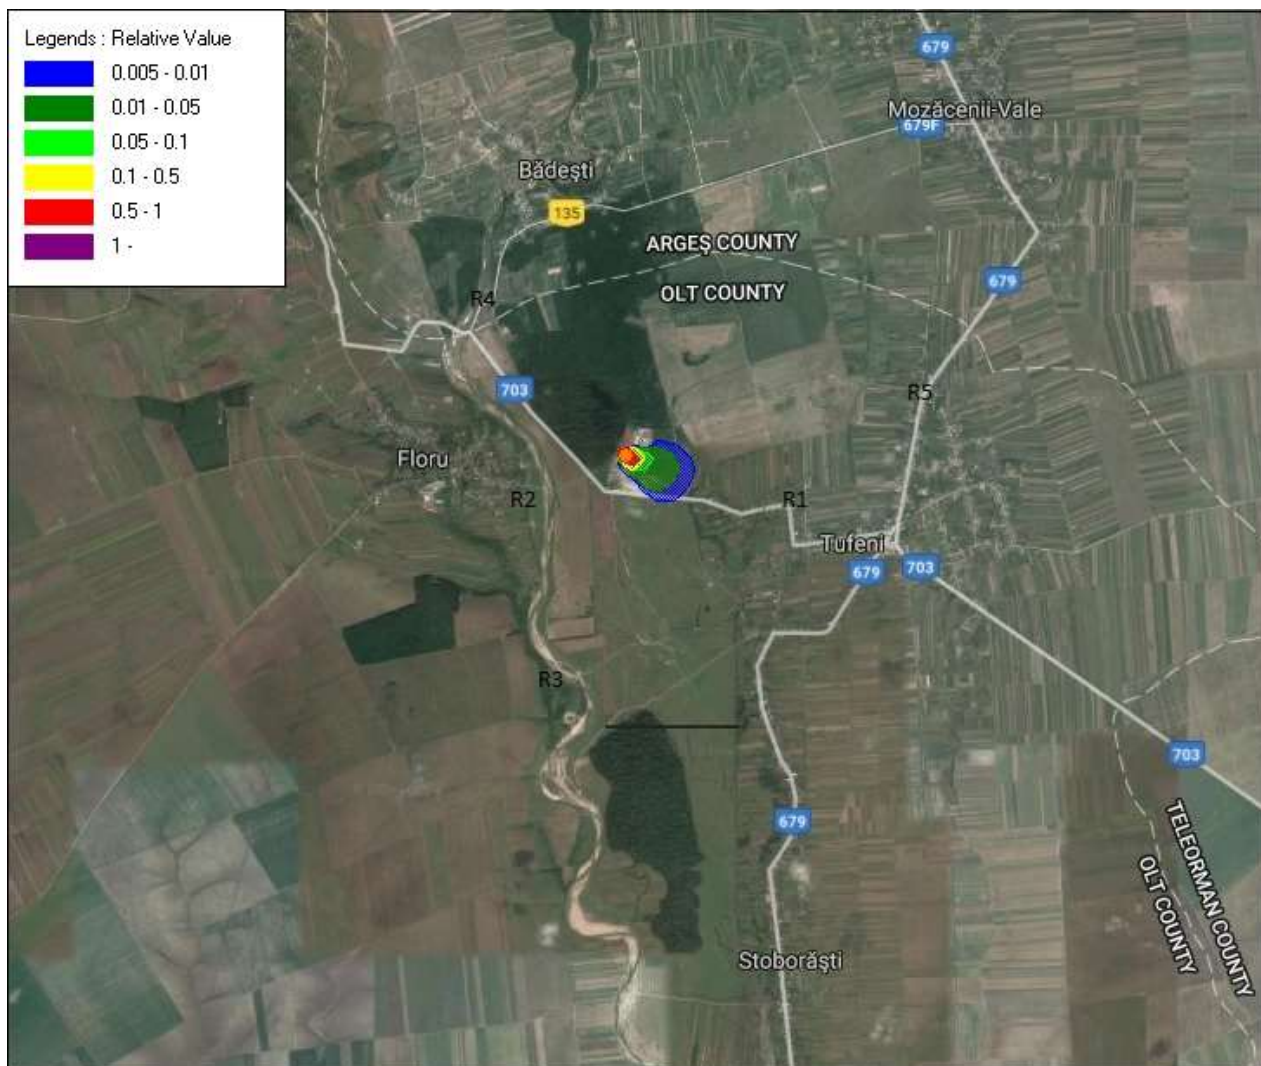 Legends : Relative Value
0.005 - 0.01
0.01 - 0.05
0.05 - 0.1
0.1 - 0.5
0.5 - 1
1 -
679
Mozăcenii-Vale
679F
Bădești
135
ARGEȘ COUNTY
679
OLT COUNTY
R4
703
R5
Floru
R2
R1
Tufeni
679
703
R3
703
679
TELEORMAN COUNTY
OLT COUNTY
Stoborăști